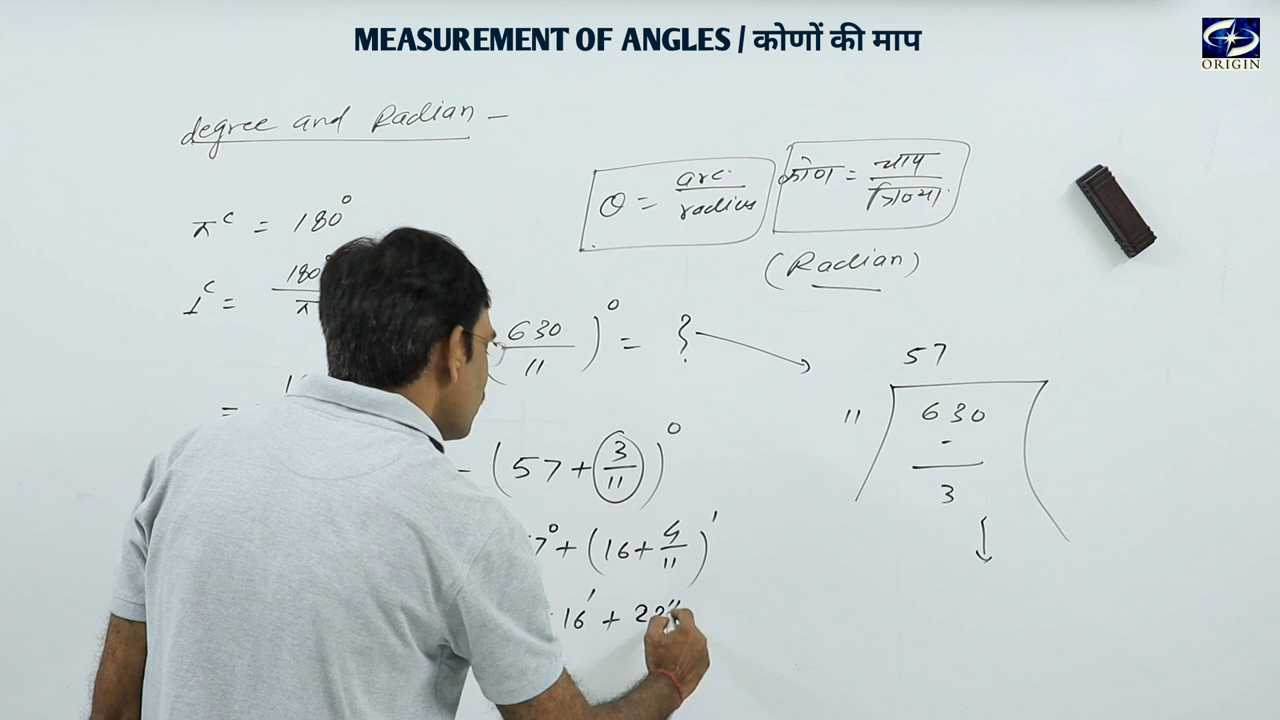 MEASUREMENT OF ANGLES / कोणों की माप
ORIGIN
degree and Radian -
θ = arc / radius
कोण = चाप / त्रिज्या
(Radian)
π^c = 180°
1^c = 180° / π
=
(630 / 11)° = ?
(57 + 3/11)°
7° + (16 + 4/11)'
16' + 22"
57
11 ) 630 (
-
3